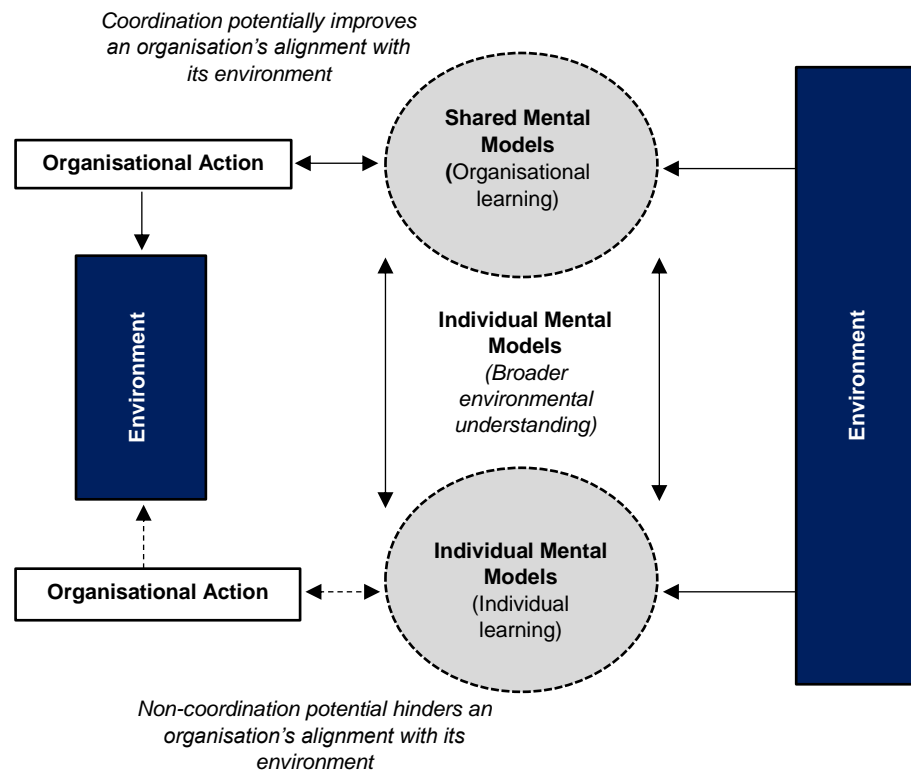 Coordination potentially improves
an organisation’s alignment with
its environment
Shared Mental
Models
(Organisational
learning)
Organisational Action
Environment
Individual Mental
Models
(Broader
environmental
understanding)
Environment
Organisational Action
Individual Mental
Models
(Individual
learning)
Non-coordination potential hinders an
organisation’s alignment with its
environment